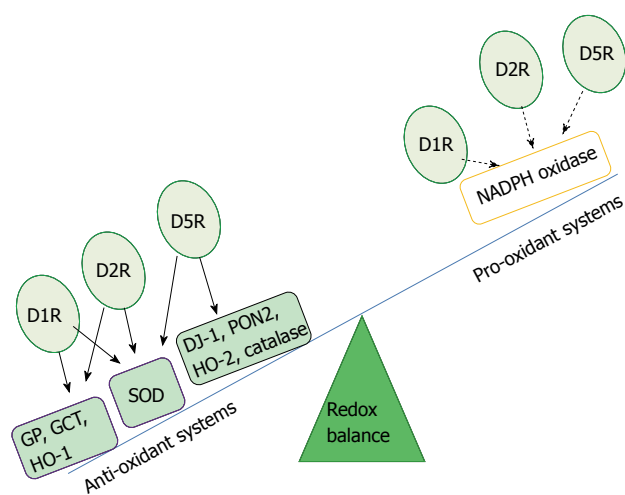 D2R
D5R
D1R
NADPH oxidase
Pro-oxidant systems
D5R
D2R
D1R
DJ-1, PON2,
HO-2, catalase
SOD
GP, GCT,
HO-1
Anti-oxidant systems
Redox
balance